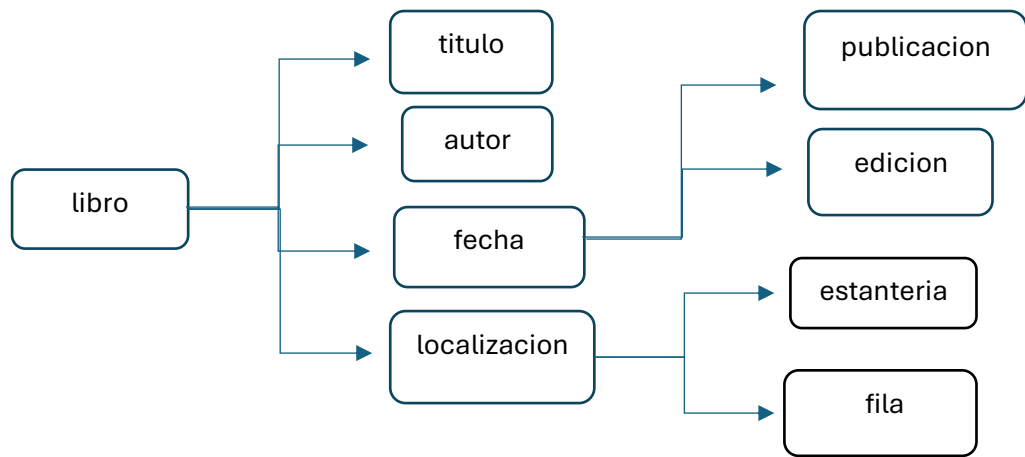 titulo
publicacion
autor
edicion
libro
fecha
estanteria
localizacion
fila